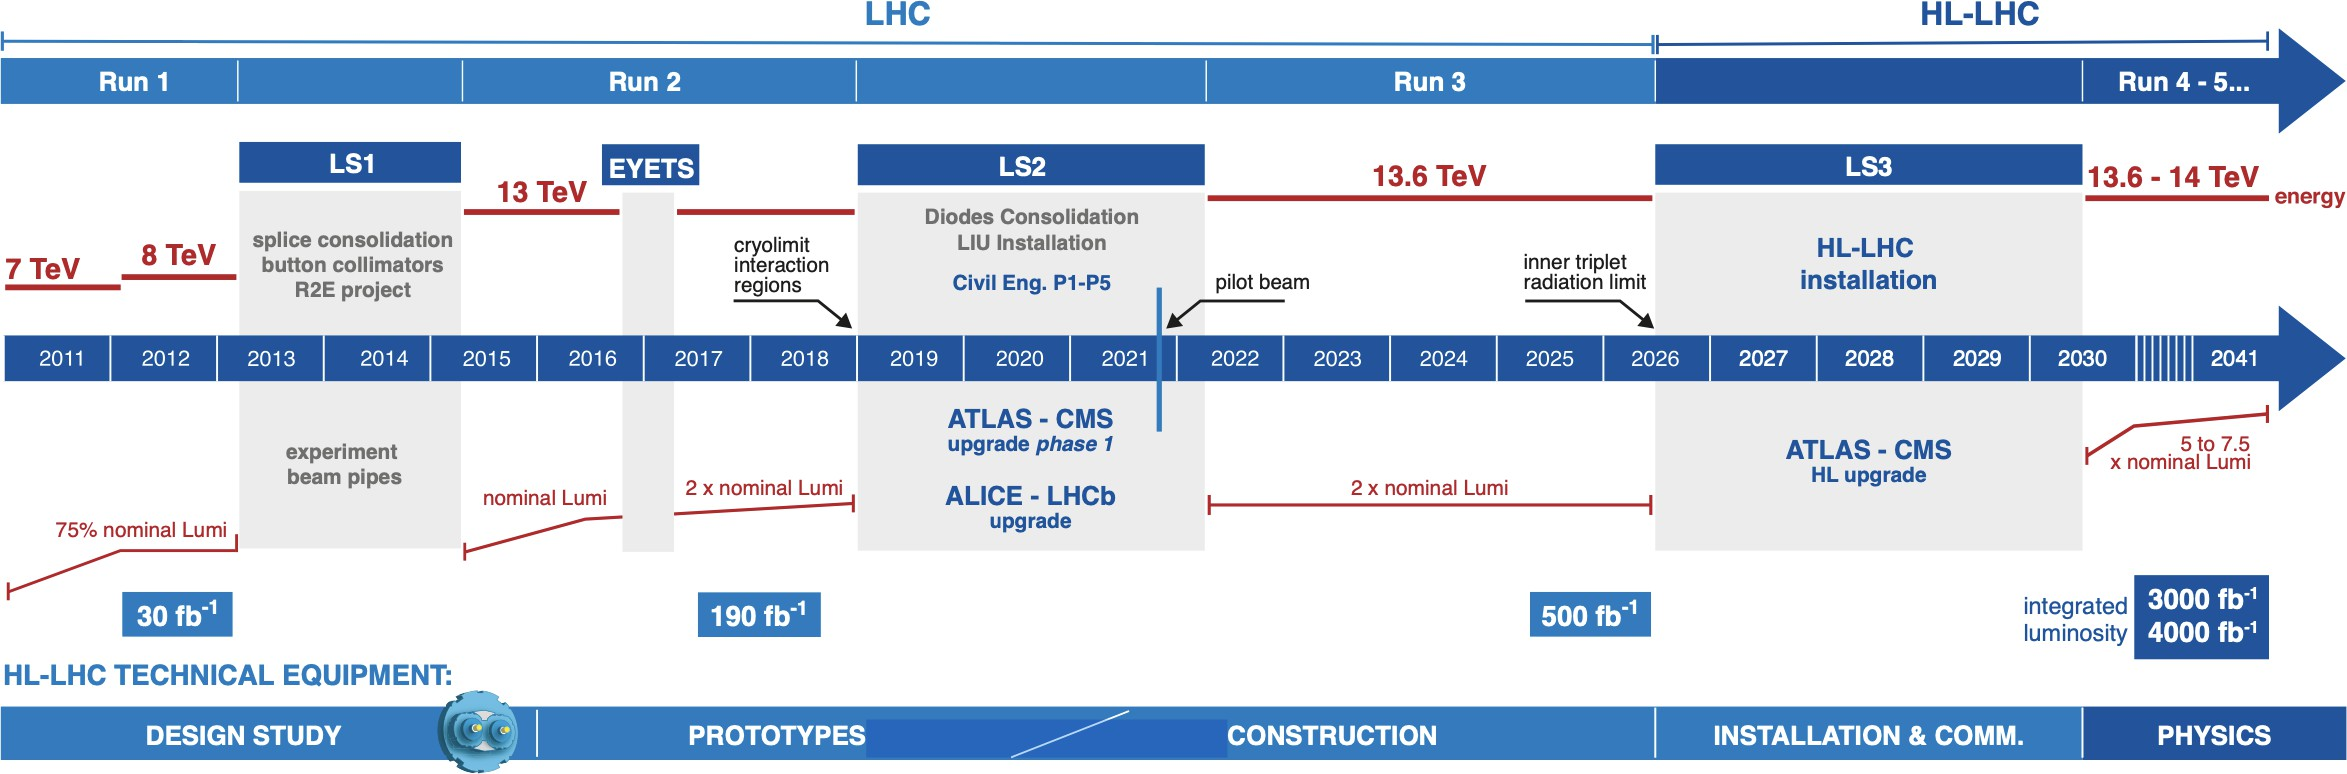 LHC
HL-LHC
Run 1
Run 2
Run 3
Run 4 - 5...
LS1
EYETS
LS2
LS3
13 TeV
13.6 TeV
13.6 - 14 TeV
energy
7 TeV
8 TeV
splice consolidation
button collimators
R2E project
cryolimit
interaction
regions
Diodes Consolidation
LIU Installation
Civil Eng. P1-P5
pilot beam
inner triplet
radiation limit
HL-LHC
installation
2011
2012
2013
2014
2015
2016
2017
2018
2019
2020
2021
2022
2023
2024
2025
2026
2027
2028
2029
2030
2041
experiment
beam pipes
ATLAS - CMS
upgrade phase 1
ALICE - LHCb
upgrade
ATLAS - CMS
HL upgrade
75% nominal Lumi
nominal Lumi
2 x nominal Lumi
2 x nominal Lumi
5 to 7.5
x nominal Lumi
30 fb⁻¹
190 fb⁻¹
500 fb⁻¹
integrated
luminosity
3000 fb⁻¹
4000 fb⁻¹
HL-LHC TECHNICAL EQUIPMENT:
DESIGN STUDY
PROTOTYPES
CONSTRUCTION
INSTALLATION & COMM.
PHYSICS